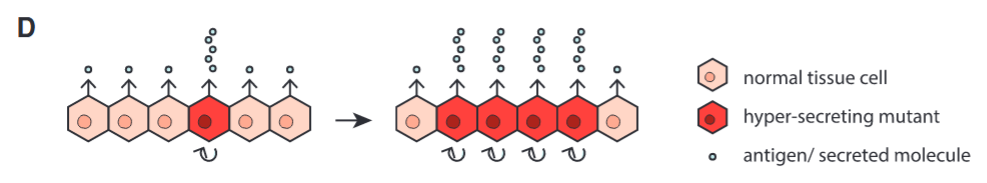 D
normal tissue cell
hyper-secreting mutant
antigen/ secreted molecule